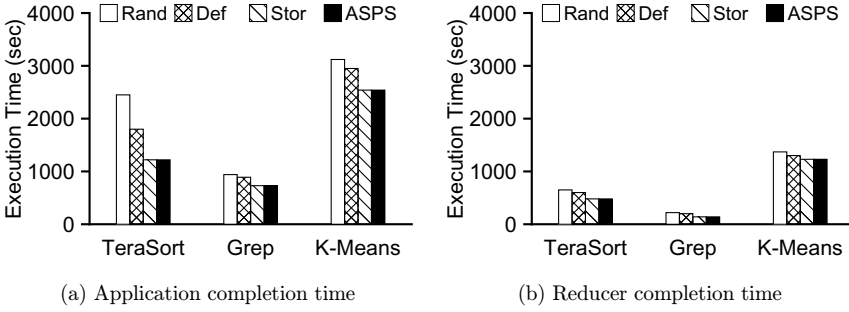 Rand Def Stor ASPS
Execution Time (sec)
4000
3000
2000
1000
0
TeraSort Grep K-Means
(a) Application completion time
Rand Def Stor ASPS
Execution Time (sec)
4000
3000
2000
1000
0
TeraSort Grep K-Means
(b) Reducer completion time